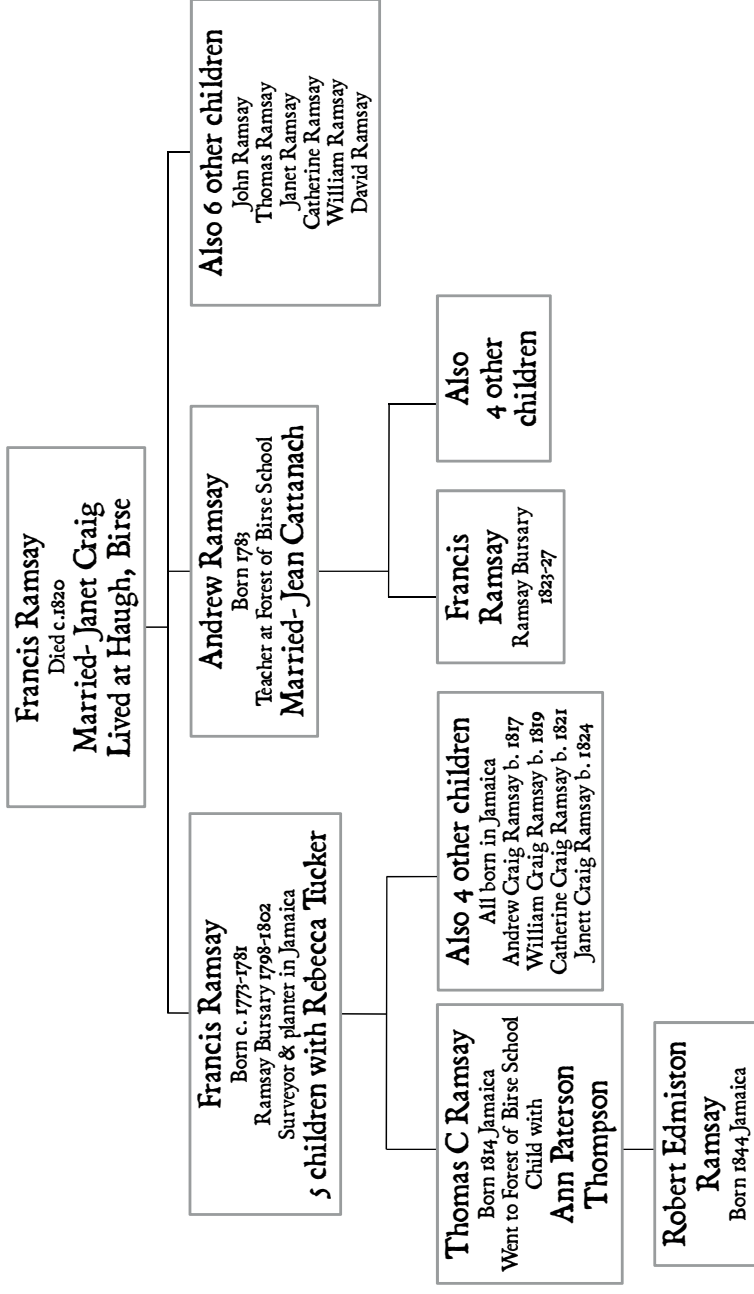 Francis Ramsay
Died c.1820
Married- Janet Craig
Lived at Haugh, Birse
Francis Ramsay
Born c. 1773-1781
Ramsay Bursary 1798-1802
Surveyor & planter in Jamaica
5 children with Rebecca Tucker
Andrew Ramsay
Born 1783
Teacher at Forest of Birse School
Married- Jean Cattanach
Also 6 other children
John Ramsay
Thomas Ramsay
Janet Ramsay
Catherine Ramsay
William Ramsay
David Ramsay
Thomas C Ramsay
Born 1814 Jamaica
Went to Forest of Birse School
Child with
Ann Paterson
Thompson
Also 4 other children
All born in Jamaica
Andrew Craig Ramsay b. 1817
William Craig Ramsay b. 1819
Catherine Craig Ramsay b. 1821
Janett Craig Ramsay b. 1824
Francis
Ramsay
Ramsay Bursary
1823-27
Also
4 other
children
Robert Edmiston
Ramsay
Born 1844 Jamaica